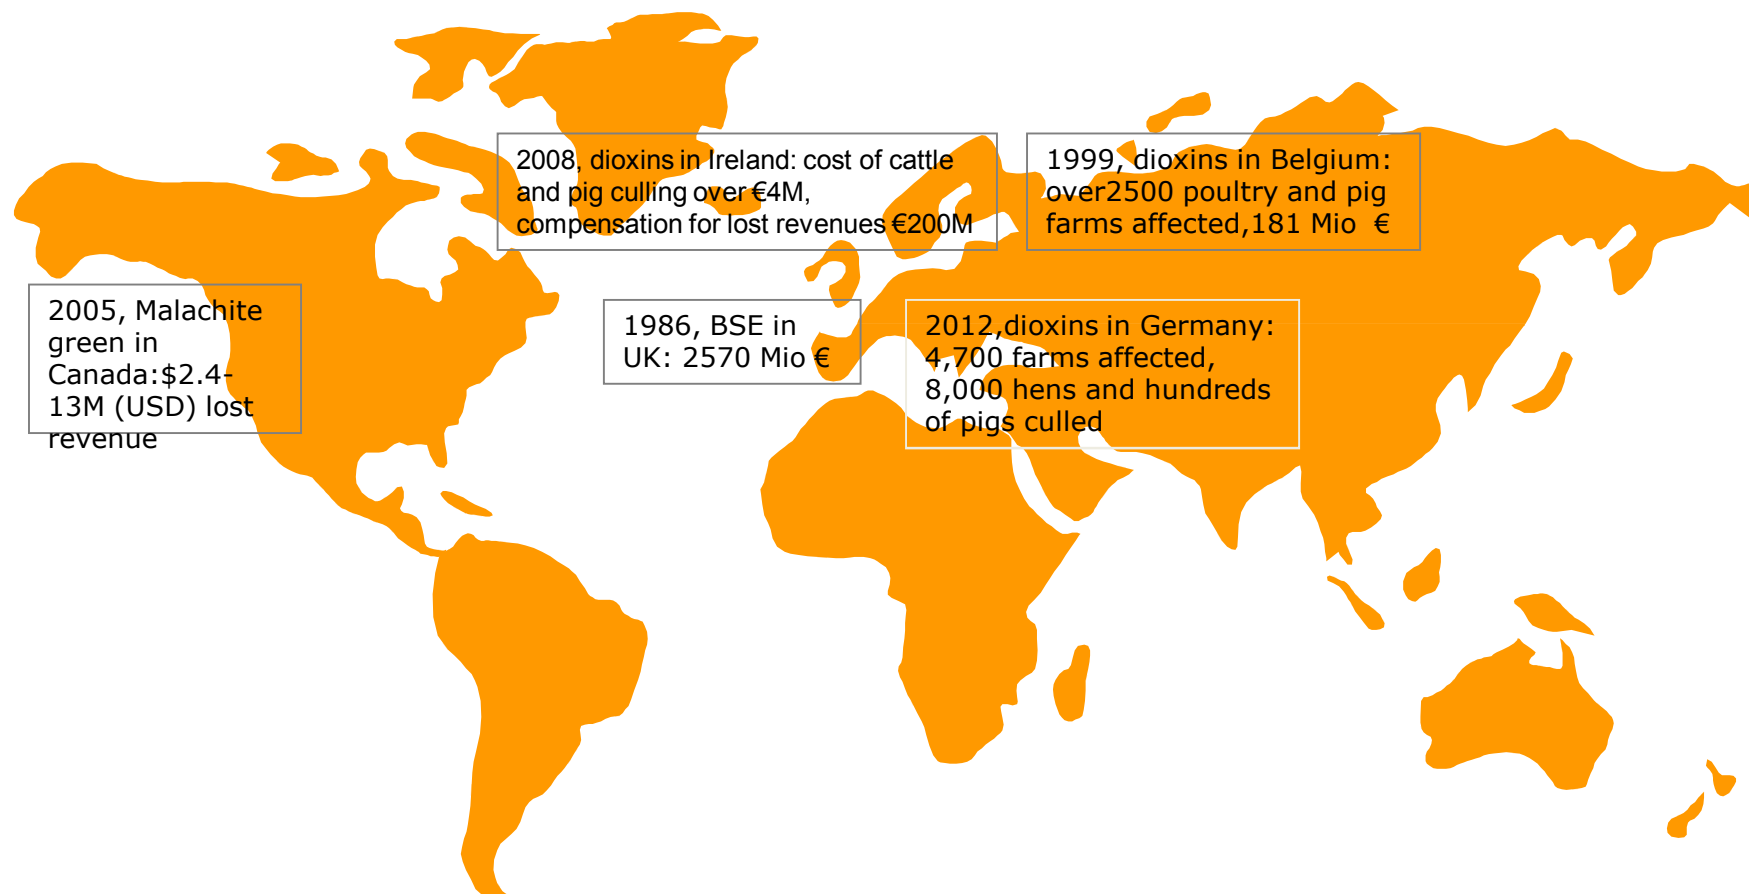 2008, dioxins in Ireland: cost of cattle
and pig culling over €4M,
compensation for lost revenues €200M
1999, dioxins in Belgium:
over2500 poultry and pig
farms affected,181 Mio €
2005, Malachite
green in
Canada:$2.4-
13M (USD) lost
revenue
1986, BSE in
UK: 2570 Mio €
2012,dioxins in Germany:
4,700 farms affected,
8,000 hens and hundreds
of pigs culled